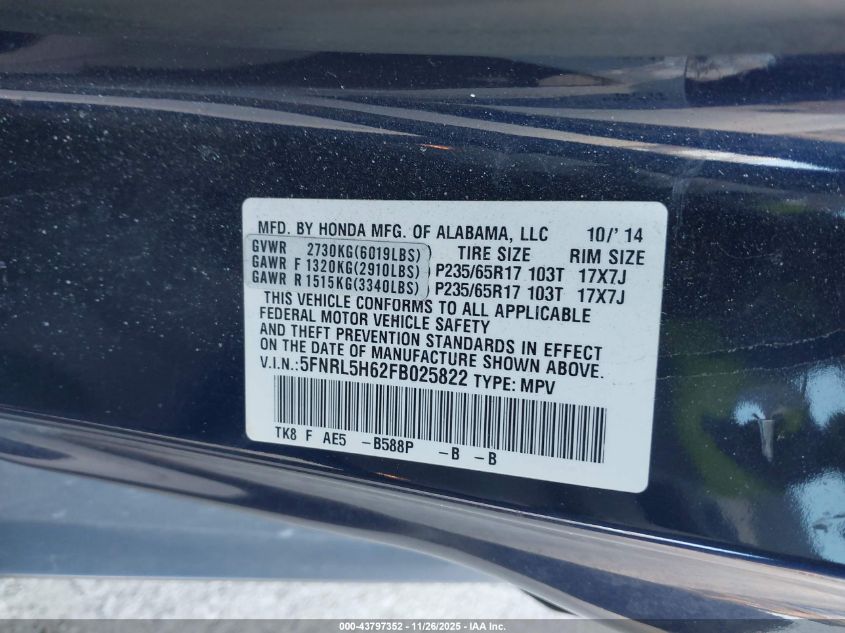 MFD. BY HONDA MFG. OF ALABAMA, LLC 10/' 14
GVWR 2730KG(6019LBS) TIRE SIZE RIM SIZE
GAWR F 1320KG(2910LBS) P235/65R17 103T 17X7J
GAWR R 1515KG(3340LBS) P235/65R17 103T 17X7J
THIS VEHICLE CONFORMS TO ALL APPLICABLE
FEDERAL MOTOR VEHICLE SAFETY
AND THEFT PREVENTION STANDARDS IN EFFECT
ON THE DATE OF MANUFACTURE SHOWN ABOVE.
V.I.N.:5FNRL5H62FB025822 TYPE: MPV
TK8 F AE5 -B588P -B -B
000-43797352 | 11/26/2025 - IAA Inc.